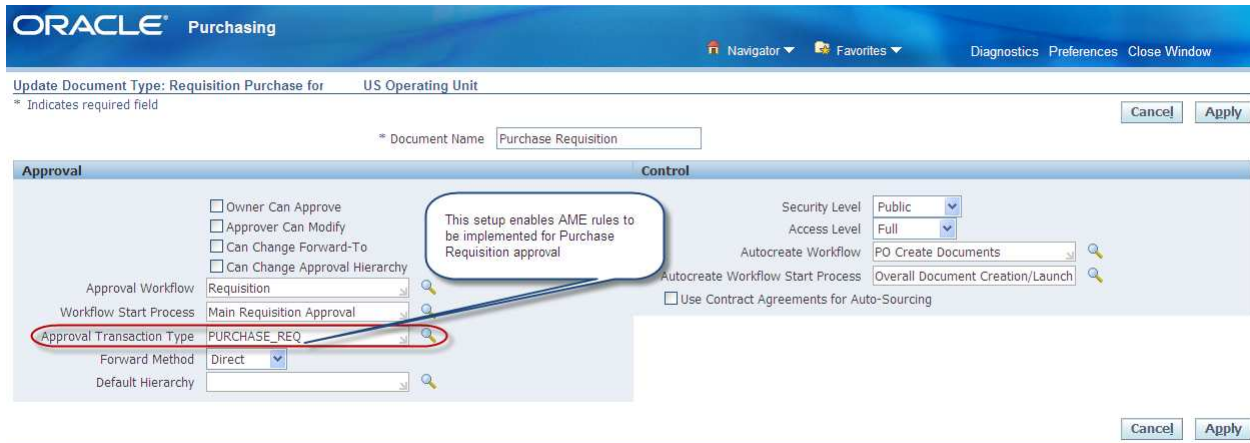 ORACLE® Purchasing
Navigator Favorites Diagnostics Preferences Close Window
Update Document Type: Requisition Purchase for US Operating Unit
* Indicates required field
Cancel Apply
* Document Name Purchase Requisition
Approval Control
Owner Can Approve
Approver Can Modify
Can Change Forward-To
Can Change Approval Hierarchy
Approval Workflow Requisition
Workflow Start Process Main Requisition Approval
Approval Transaction Type PURCHASE_REQ
Forward Method Direct
Default Hierarchy
This setup enables AME rules to
be implemented for Purchase
Requisition approval
Security Level Public
Access Level Full
Autocreate Workflow PO Create Documents
Autocreate Workflow Start Process Overall Document Creation/Launch
Use Contract Agreements for Auto-Sourcing
Cancel Apply